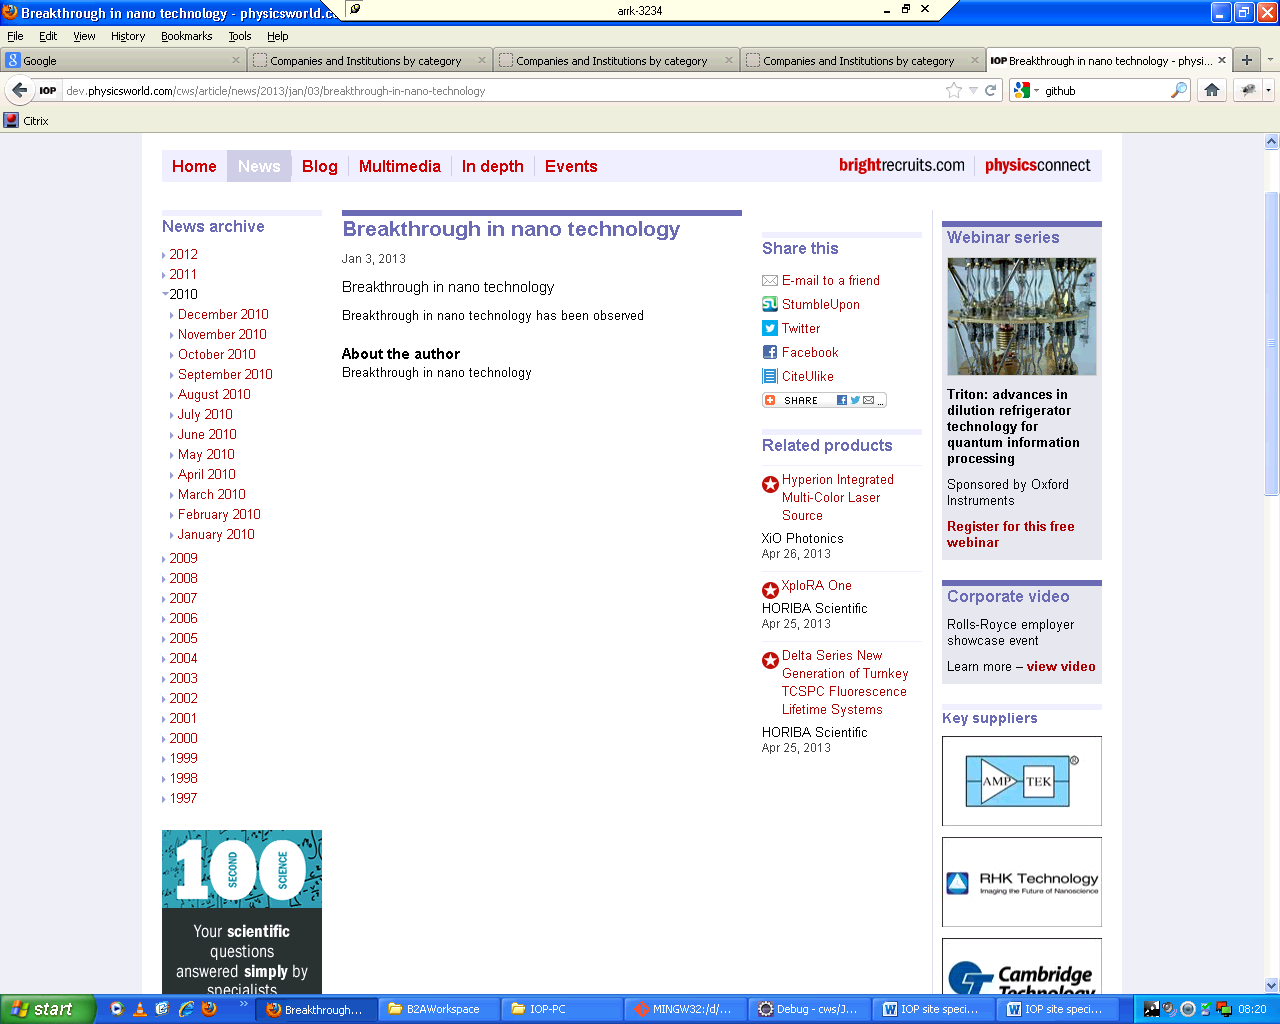 Breakthrough in nano technology - physicsworld.c
arrk-3234
File Edit View History Bookmarks Tools Help
Google
Companies and Institutions by category
Companies and Institutions by category
Companies and Institutions by category
IOP Breakthrough in nano technology - physi...
IOP dev.physicsworld.com/cws/article/news/2013/jan/03/breakthrough-in-nano-technology
github
Citrix
Home News Blog Multimedia In depth Events
brightrecruits.com physicsconnect
News archive
2012
2011
2010
December 2010
November 2010
October 2010
September 2010
August 2010
July 2010
June 2010
May 2010
April 2010
March 2010
February 2010
January 2010
2009
2008
2007
2006
2005
2004
2003
2002
2001
2000
1999
1998
1997
100
SECOND
SCIENCE
Your scientific
questions
answered simply by
specialists
Breakthrough in nano technology
Jan 3, 2013
Breakthrough in nano technology
Breakthrough in nano technology has been observed
About the author
Breakthrough in nano technology
Share this
E-mail to a friend
StumbleUpon
Twitter
Facebook
CiteUlike
SHARE ...
Related products
Hyperion Integrated
Multi-Color Laser
Source
XiO Photonics
Apr 26, 2013
XploRA One
HORIBA Scientific
Apr 25, 2013
Delta Series New
Generation of Turnkey
TCSPC Fluorescence
Lifetime Systems
HORIBA Scientific
Apr 25, 2013
Webinar series
Triton: advances in
dilution refrigerator
technology for
quantum information
processing
Sponsored by Oxford
Instruments
Register for this free
webinar
Corporate video
Rolls-Royce employer
showcase event
Learn more – view video
Key suppliers
AMP TEK ®
RHK Technology
Imaging the Future of Nanoscience
Cambridge
Technology
start
Breakthrough...
B2AWorkspace
IOP-PC
MINGW32:/d/...
Debug - cws/J...
IOP site speci...
IOP site speci...
08:20